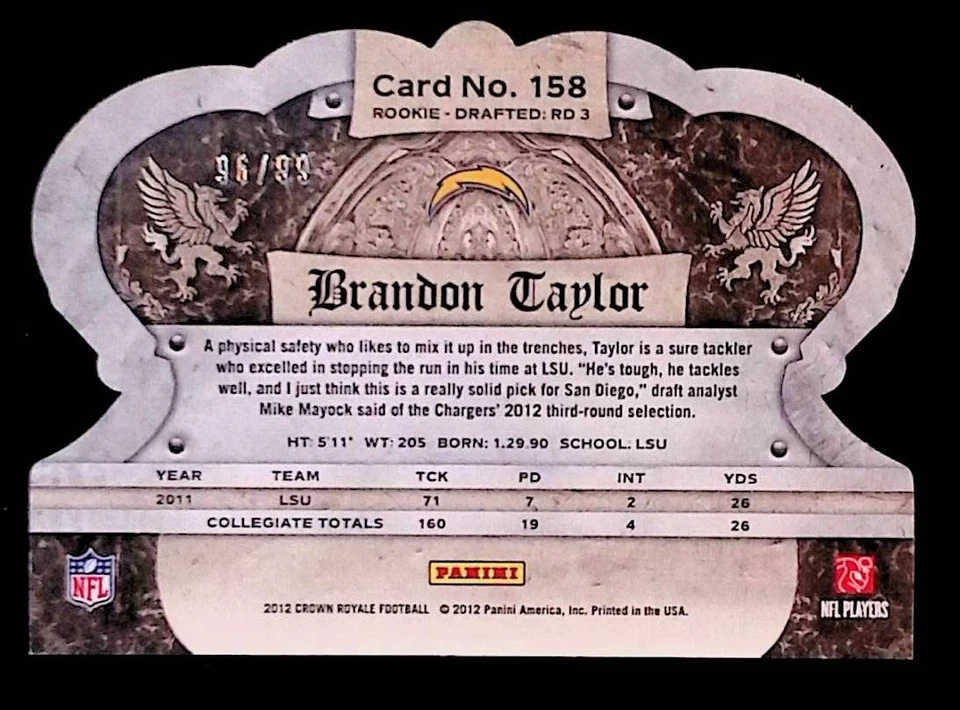 Card No. 158
ROOKIE - DRAFTED: RD 3
96/99
Brandon Taylor
A physical safety who likes to mix it up in the trenches, Taylor is a sure tackler
who excelled in stopping the run in his time at LSU. "He's tough, he tackles
well, and I just think this is a really solid pick for San Diego," draft analyst
Mike Mayock said of the Chargers' 2012 third-round selection.
HT: 5'11" WT: 205 BORN: 1.29.90 SCHOOL: LSU
YEAR TEAM TCK PD INT YDS
2011 LSU 71 7 2 26
COLLEGIATE TOTALS 160 19 4 26
NFL
PANINI
NFL PLAYERS
2012 CROWN ROYALE FOOTBALL © 2012 Panini America, Inc. Printed in the USA.